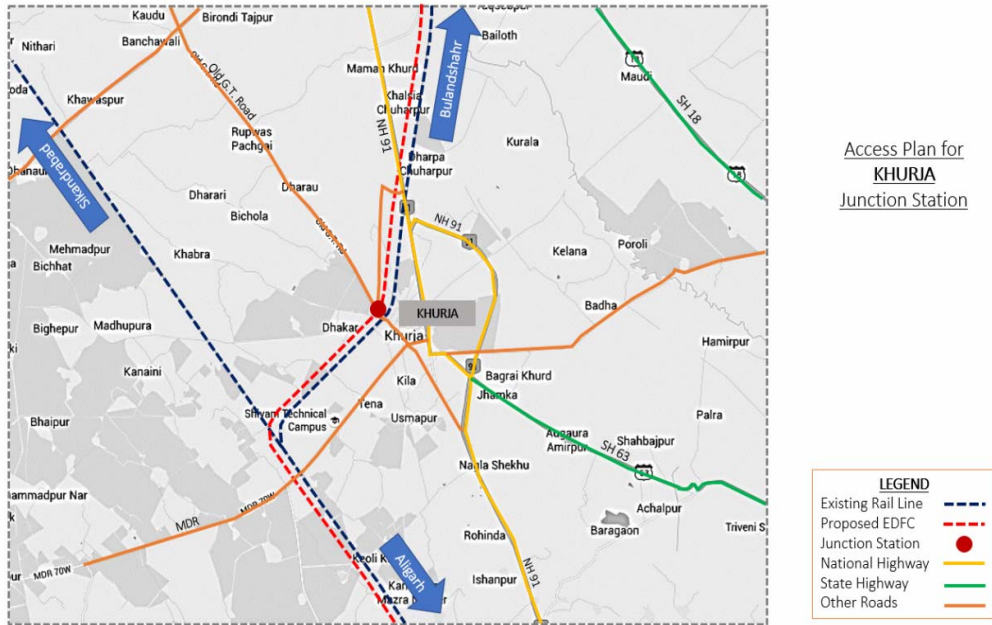 Kaudu
Birondi Tajpur
Banchawali
Nithari
Bailoth
Khawaspur
Old G.T. Road
Maman Khurd
Bulandshahr
Maudi
SH 18
Khalsia
Chuharpur
NH 91
Rupwas
Pachgai
Kurala
Dharpa
Chuharpur
Sikandrabad
Dharau
Dharari
Bichola
NH 91
Kelana
Poroli
Mehmadpur
Bichhat
Khabra
Badha
KHURJA
Khurja
Dhakar
Bighepur
Madhupura
Hamirpur
Kanaini
Bagrai Khurd
Jhamka
Kila
Tena
Usmapur
Palra
Bhaipur
Shiyam Technical
Campus
Augaura
Amirpur
Shahbajpur
SH 63
Nagla Shekhu
Achalpur
MDR 70W
MDR
Baragaon
Triveni S
ammadpur Nar
Rohinda
NH 91
Ishanpur
MDR 70W
Aligarh
Access Plan for
KHURJA
Junction Station
LEGEND
Existing Rail Line
Proposed EDFC
Junction Station
National Highway
State Highway
Other Roads